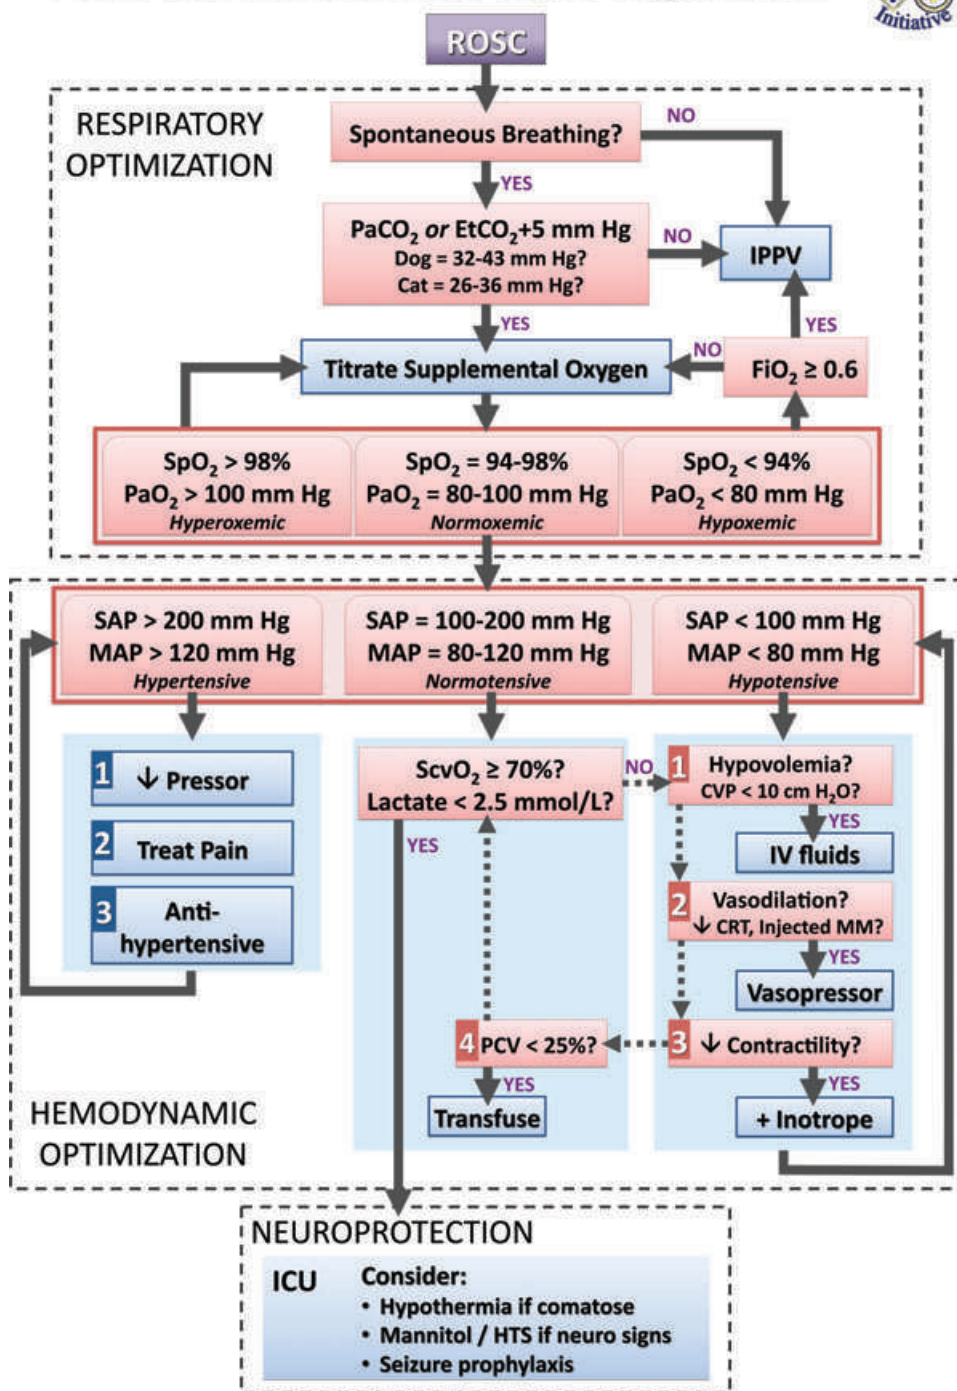 Initiative
ROSC
RESPIRATORY
OPTIMIZATION
Spontaneous Breathing?
NO
YES
PaCO₂ or EtCO₂+5 mm Hg
Dog = 32-43 mm Hg?
Cat = 26-36 mm Hg?
NO
IPPV
YES
YES
Titrate Supplemental Oxygen
NO
FiO₂ ≥ 0.6
SpO₂ > 98%
PaO₂ > 100 mm Hg
Hyperoxemic
SpO₂ = 94-98%
PaO₂ = 80-100 mm Hg
Normoxemic
SpO₂ < 94%
PaO₂ < 80 mm Hg
Hypoxemic
SAP > 200 mm Hg
MAP > 120 mm Hg
Hypertensive
SAP = 100-200 mm Hg
MAP = 80-120 mm Hg
Normotensive
SAP < 100 mm Hg
MAP < 80 mm Hg
Hypotensive
1 ↓ Pressor
2 Treat Pain
3 Anti-
hypertensive
ScvO₂ ≥ 70%?
Lactate < 2.5 mmol/L?
NO
YES
1 Hypovolemia?
CVP < 10 cm H₂O?
YES
IV fluids
2 Vasodilation?
↓ CRT, Injected MM?
YES
Vasopressor
3 ↓ Contractility?
YES
+ Inotrope
4 PCV < 25%?
YES
Transfuse
HEMODYNAMIC
OPTIMIZATION
NEUROPROTECTION
ICU
Consider:
• Hypothermia if comatose
• Mannitol / HTS if neuro signs
• Seizure prophylaxis